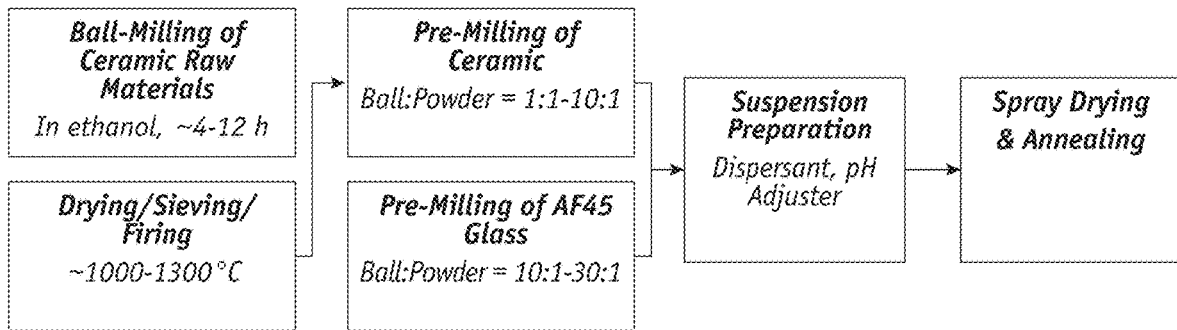 Ball-Milling of
Ceramic Raw
Materials
In ethanol, ~4-12 h
Drying/Sieving/
Firing
~1000-1300°C
Pre-Milling of
Ceramic
Ball:Powder = 1:1-10:1
Pre-Milling of AF45
Glass
Ball:Powder = 10:1-30:1
Suspension
Preparation
Dispersant, pH
Adjuster
Spray Drying
& Annealing